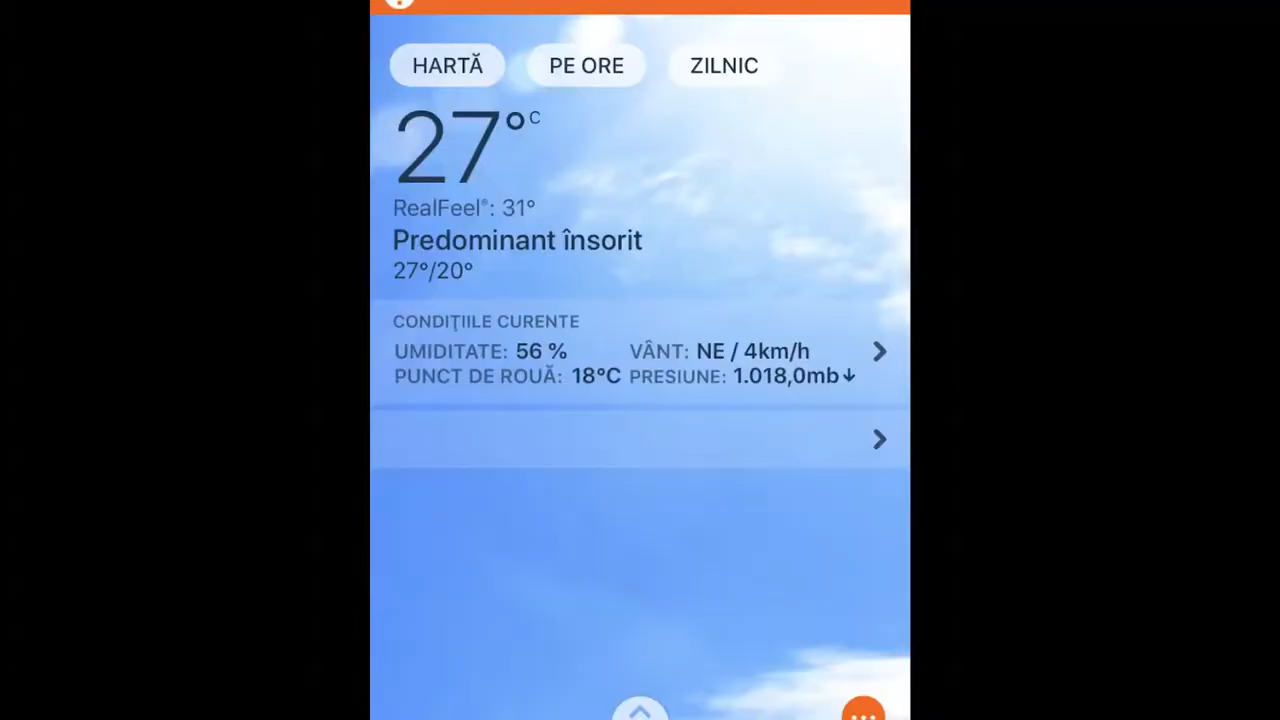 HARTĂ PE ORE ZILNIC
27°C
RealFeel®: 31°
Predominant însorit
27°/20°
CONDIŢIILE CURENTE
UMIDITATE: 56 % VÂNT: NE / 4km/h
PUNCT DE ROUĂ: 18°C PRESIUNE: 1.018,0mb↓